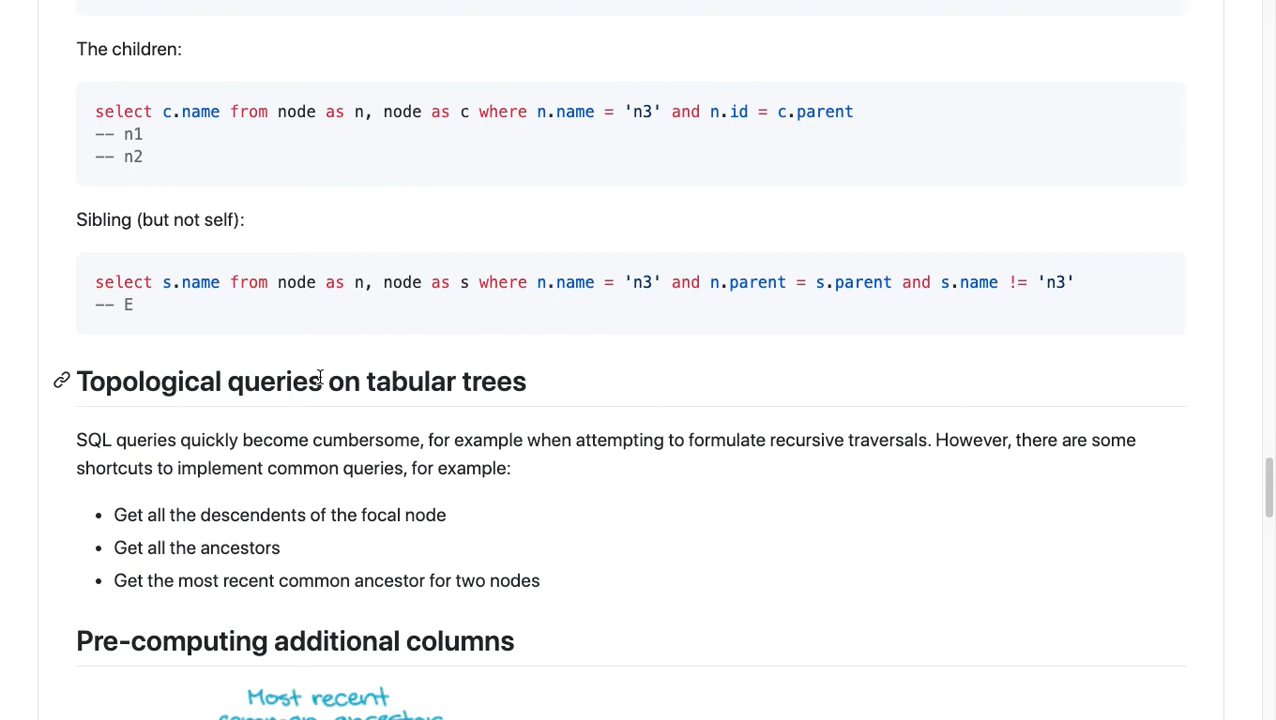 The children:
select c.name from node as n, node as c where n.name = 'n3' and n.id = c.parent
-- n1
-- n2
Sibling (but not self):
select s.name from node as n, node as s where n.name = 'n3' and n.parent = s.parent and s.name != 'n3'
-- E
Topological queries on tabular trees
SQL queries quickly become cumbersome, for example when attempting to formulate recursive traversals. However, there are some
shortcuts to implement common queries, for example:
• Get all the descendents of the focal node
• Get all the ancestors
• Get the most recent common ancestor for two nodes
Pre-computing additional columns
Most recent
common ancestors